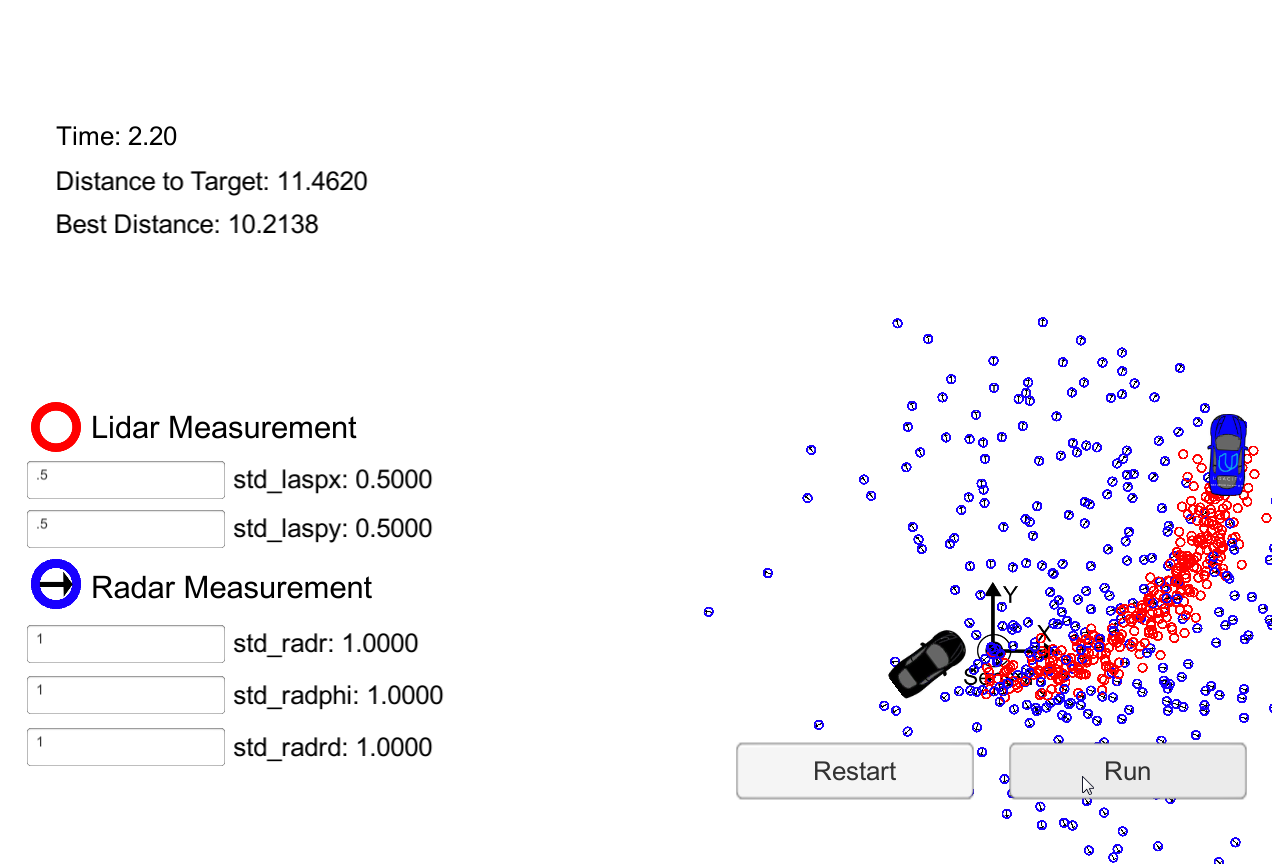 Time: 2.20
Distance to Target: 11.4620
Best Distance: 10.2138
Lidar Measurement
.5
std_laspx: 0.5000
.5
std_laspy: 0.5000
Radar Measurement
1
std_radr: 1.0000
1
std_radphi: 1.0000
1
std_radrd: 1.0000
Y
X
Restart
Run